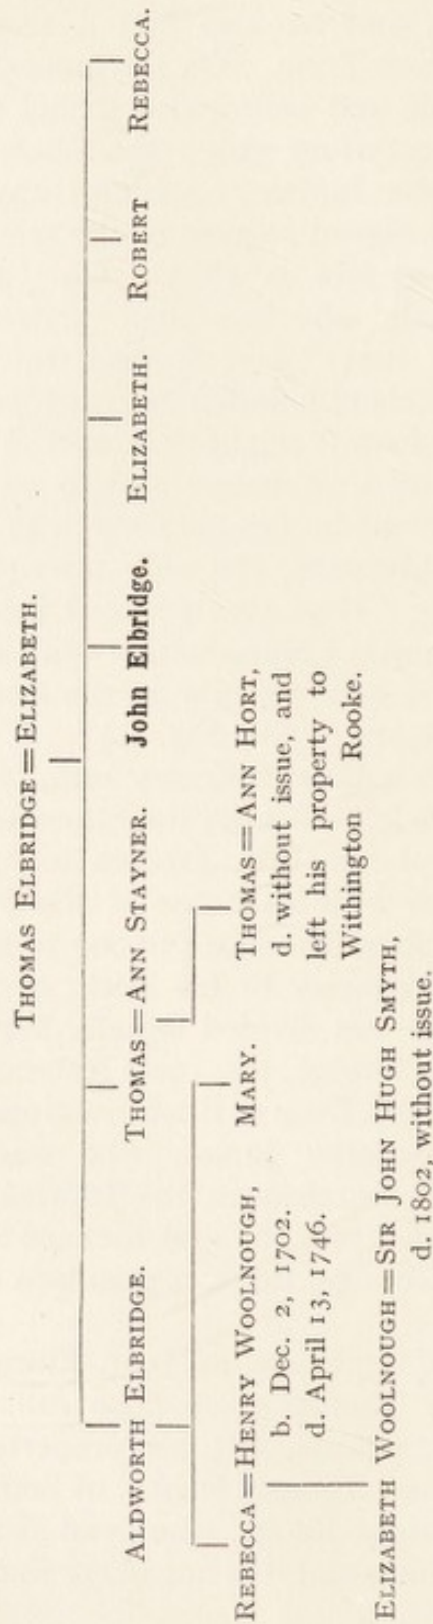 THOMAS ELBRIDGE = ELIZABETH.
ALDWORTH ELBRIDGE. THOMAS = ANN STAYNER. John Elbridge. ELIZABETH. ROBERT REBECCA.
REBECCA = HENRY WOOLNOUGH, MARY. THOMAS = ANN HORT,
b. Dec. 2, 1702. d. without issue, and
d. April 13, 1746. left his property to
Withington Rooke.
ELIZABETH WOOLNOUGH = SIR JOHN HUGH SMYTH,
d. 1802, without issue.